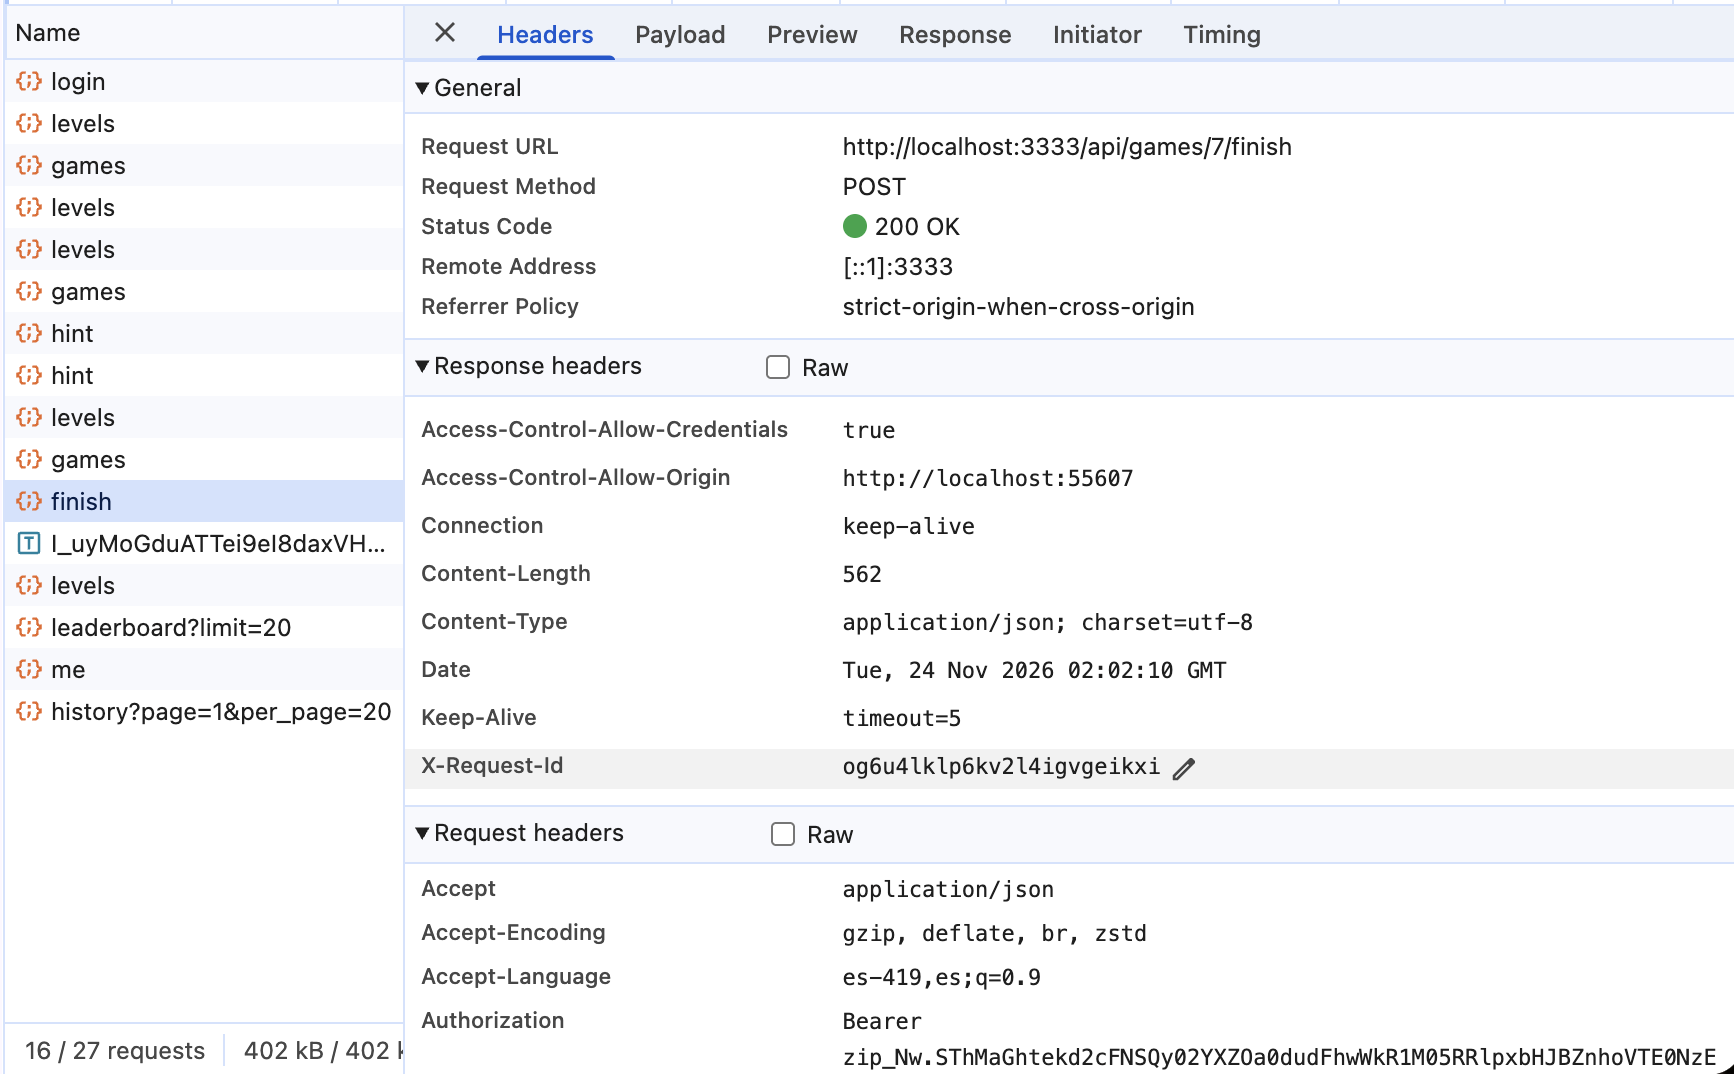 Name
login
levels
games
levels
levels
games
hint
hint
levels
games
finish
I_uyMoGduATTei9eI8daxVH...
levels
leaderboard?limit=20
me
history?page=1&per_page=20
16 / 27 requests 402 kB / 402 k
Headers Payload Preview Response Initiator Timing
General
Request URL http://localhost:3333/api/games/7/finish
Request Method POST
Status Code 200 OK
Remote Address [::1]:3333
Referrer Policy strict-origin-when-cross-origin
Response headers Raw
Access-Control-Allow-Credentials true
Access-Control-Allow-Origin http://localhost:55607
Connection keep-alive
Content-Length 562
Content-Type application/json; charset=utf-8
Date Tue, 24 Nov 2026 02:02:10 GMT
Keep-Alive timeout=5
X-Request-Id og6u4lklp6kv2l4igvgeikxi
Request headers Raw
Accept application/json
Accept-Encoding gzip, deflate, br, zstd
Accept-Language es-419,es;q=0.9
Authorization Bearer
zip_Nw.SThMaGhtekd2cFNSQy02YXZOa0dudFhwWkR1M05RRlpxbHJBZnhoVTE0NzE